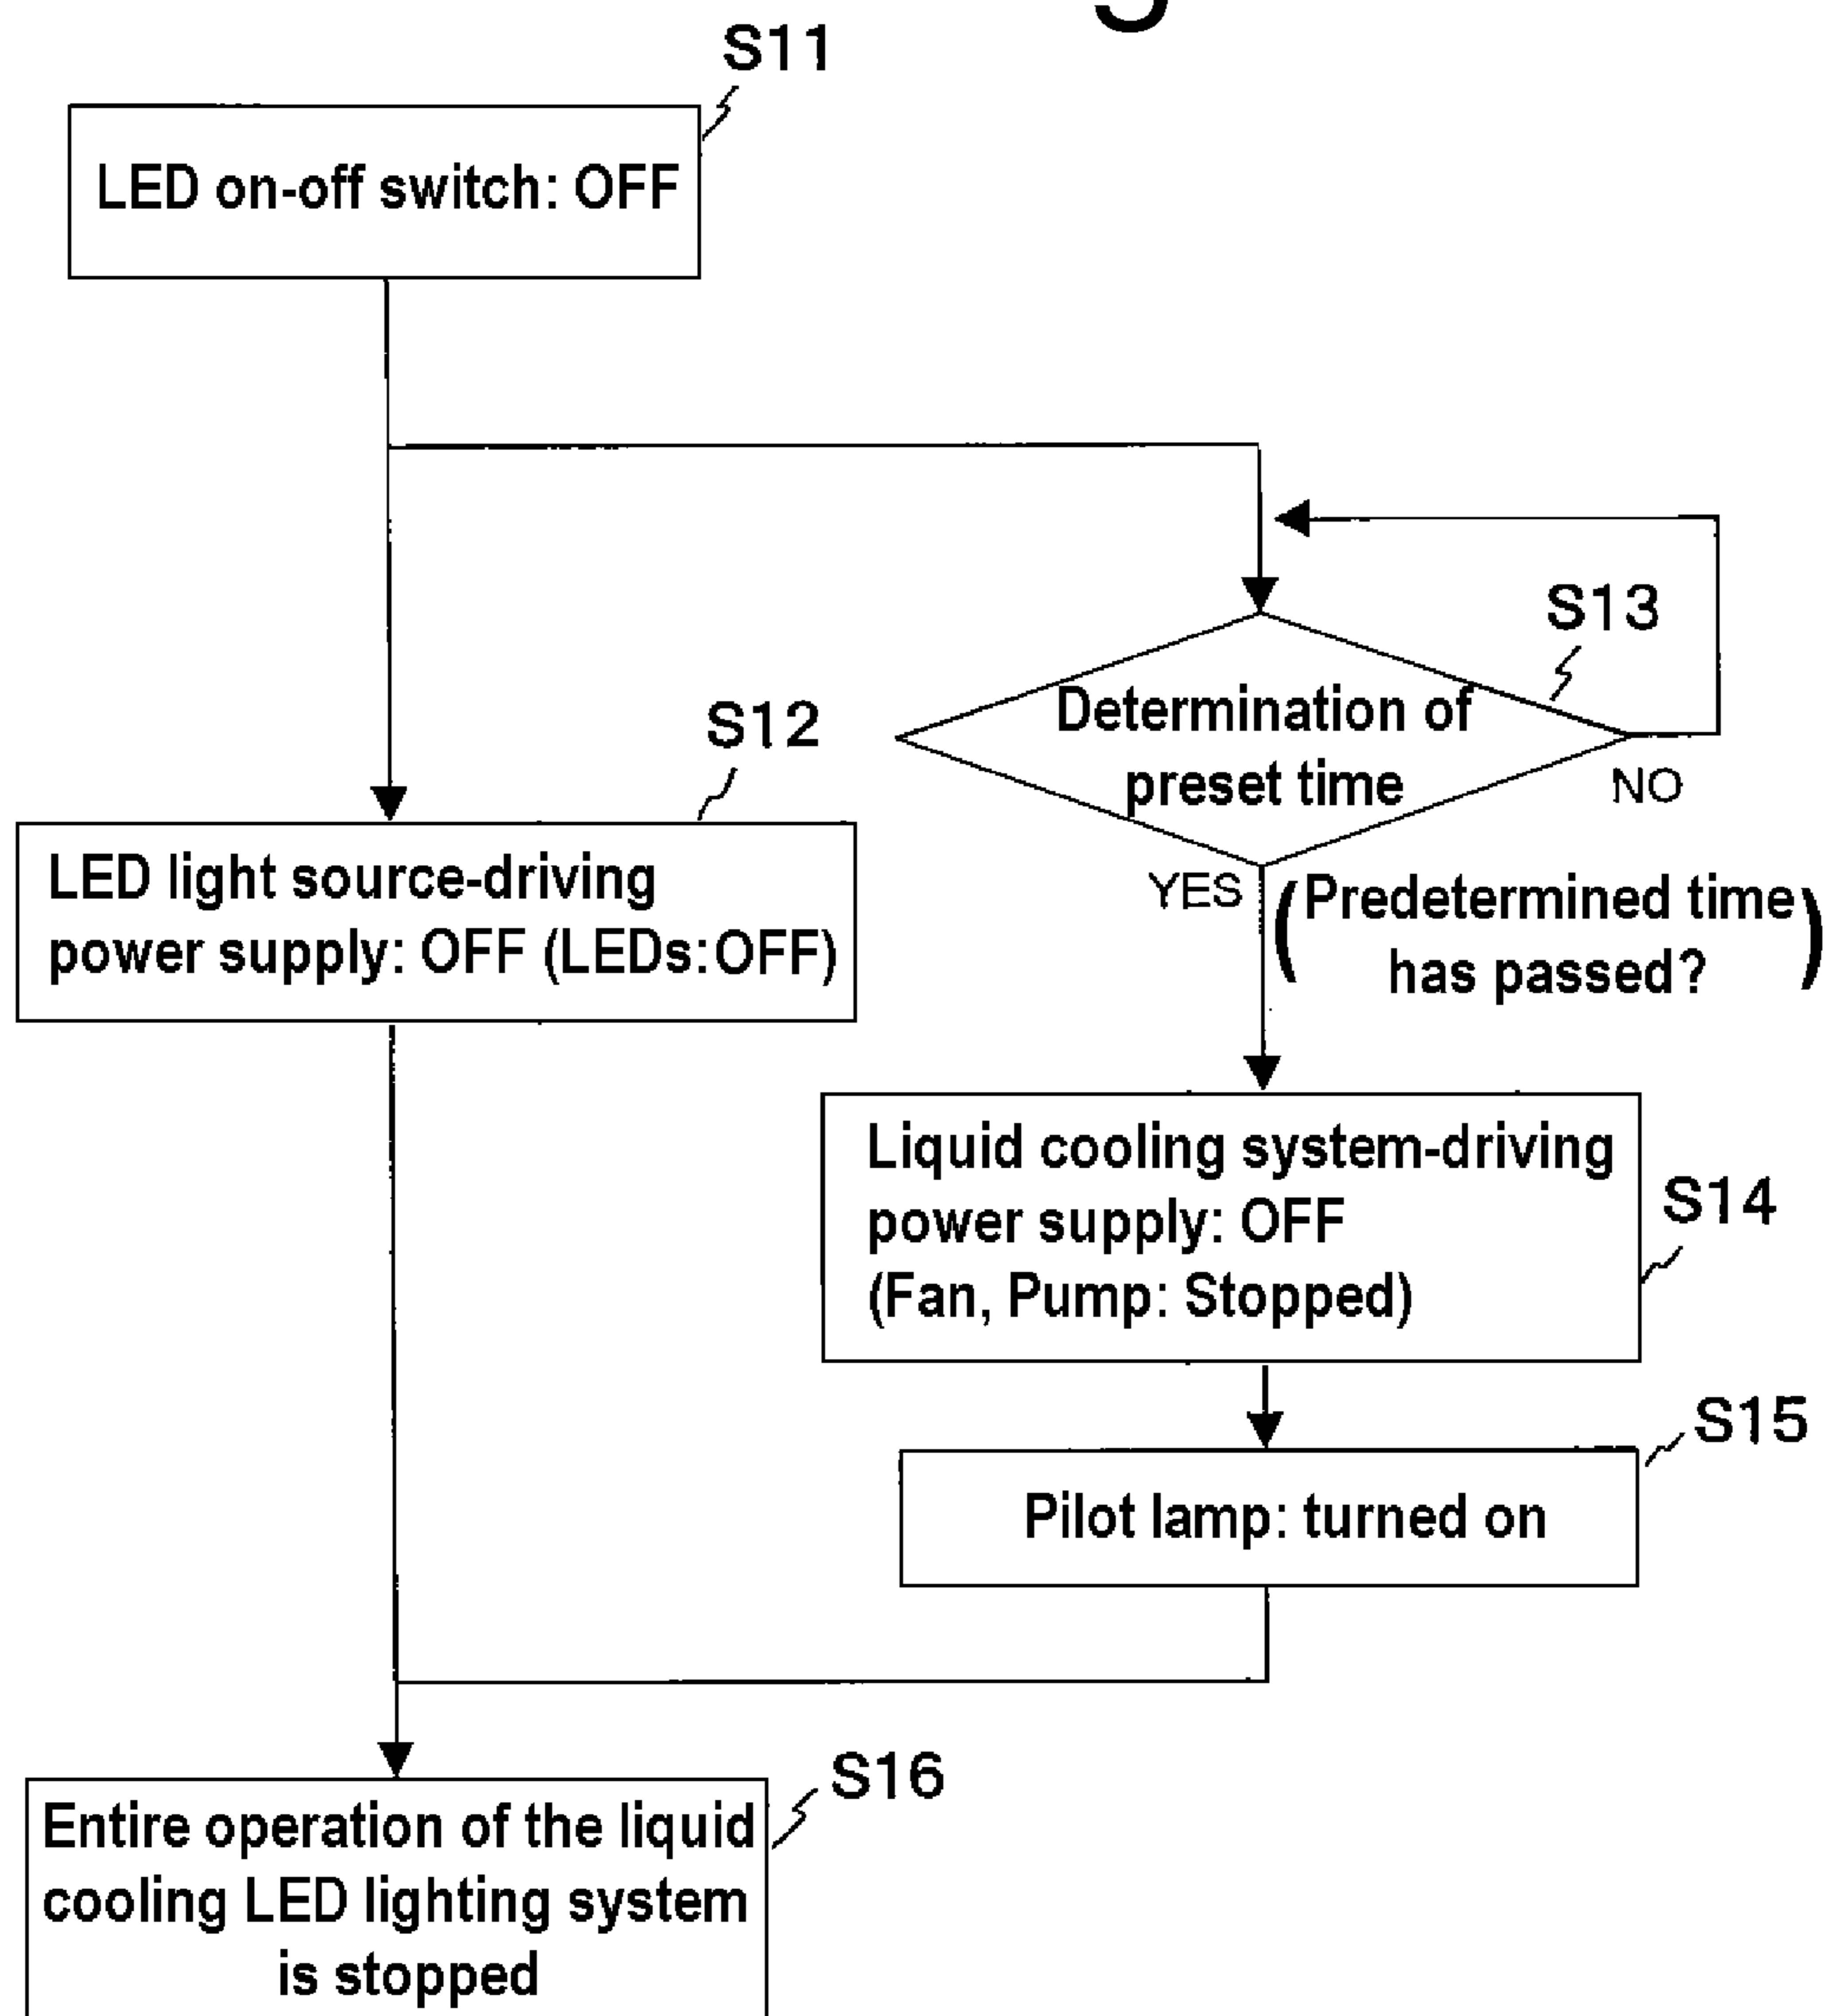 S11
LED on-off switch: OFF
S13
Determination of
preset time
NO
S12
LED light source-driving
power supply: OFF (LEDs:OFF)
YES
(Predetermined time
has passed?)
Liquid cooling system-driving
power supply: OFF
(Fan, Pump: Stopped)
S14
S15
Pilot lamp: turned on
S16
Entire operation of the liquid
cooling LED lighting system
is stopped